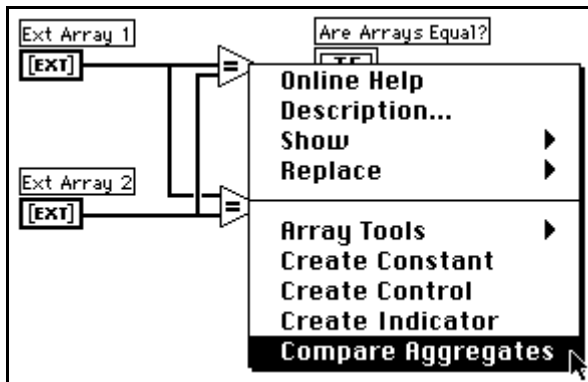 Ext Array 1
[EXT]
Are Arrays Equal?
=
Online Help
Description...
Show
Replace
Ext Array 2
[EXT]
=
Array Tools
Create Constant
Create Control
Create Indicator
Compare Aggregates